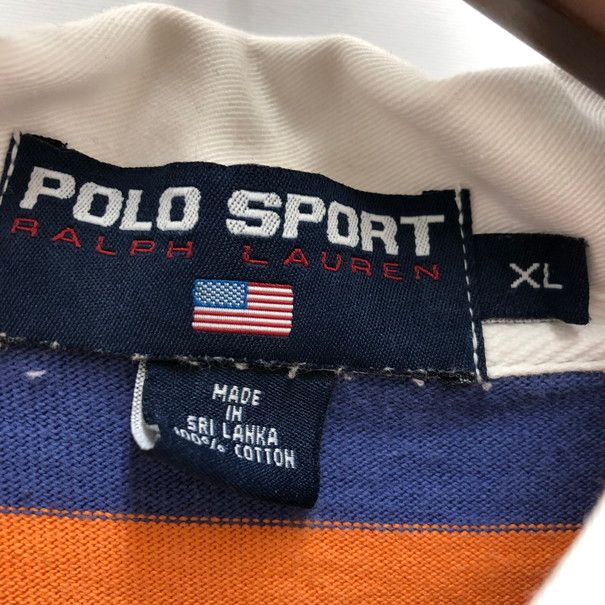 POLO SPORT
RALPH LAUREN
XL
MADE
IN
SRI LANKA
100% COTTON